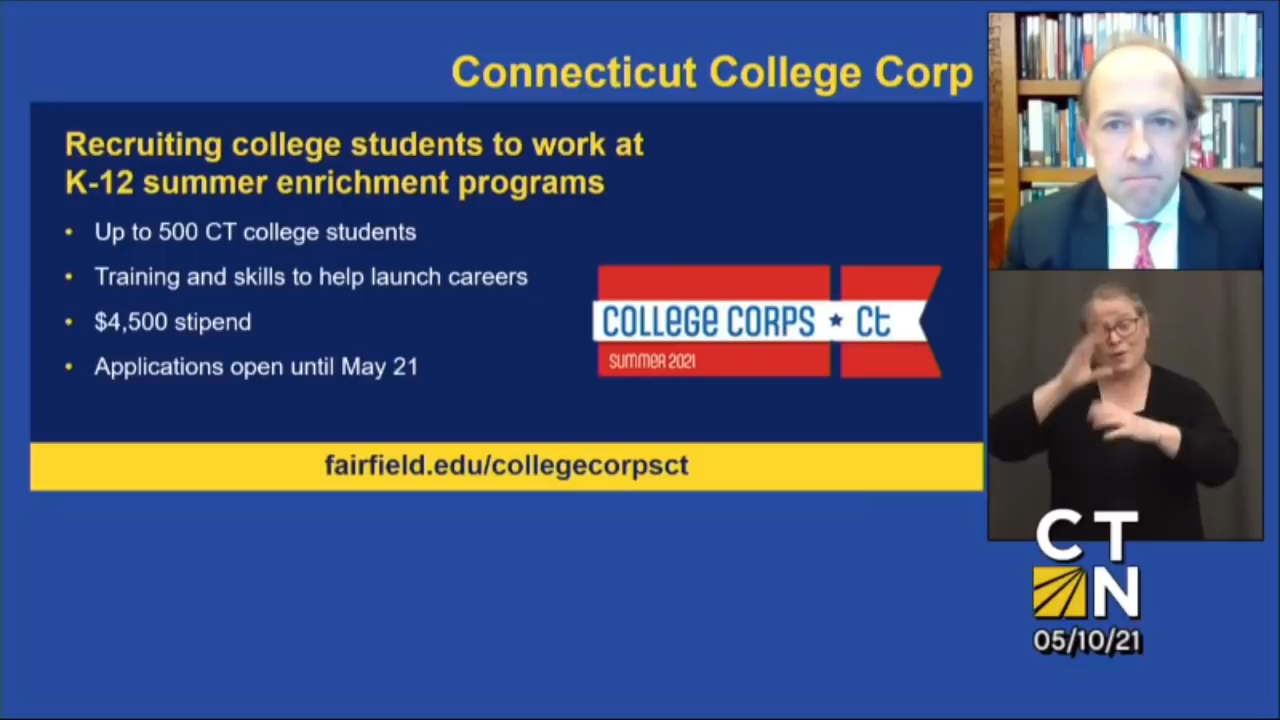 Connecticut College Corp
Recruiting college students to work at
K-12 summer enrichment programs
• Up to 500 CT college students
• Training and skills to help launch careers
• $4,500 stipend
• Applications open until May 21
COLLEGE CORPS ★ Ct
SUMMER 2021
fairfield.edu/collegecorpsct
CT
N
05/10/21